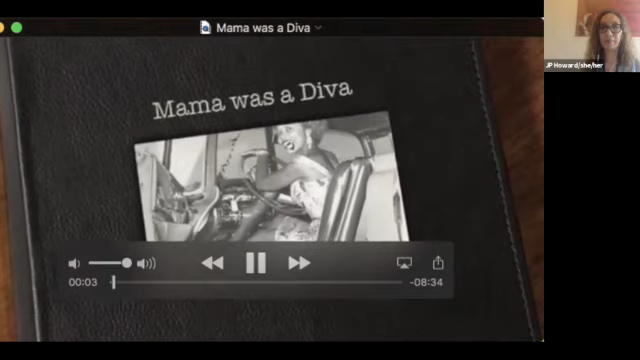 Mama was a Diva
JP Howard/she/her
Mama was a Diva
00:03
-08:34